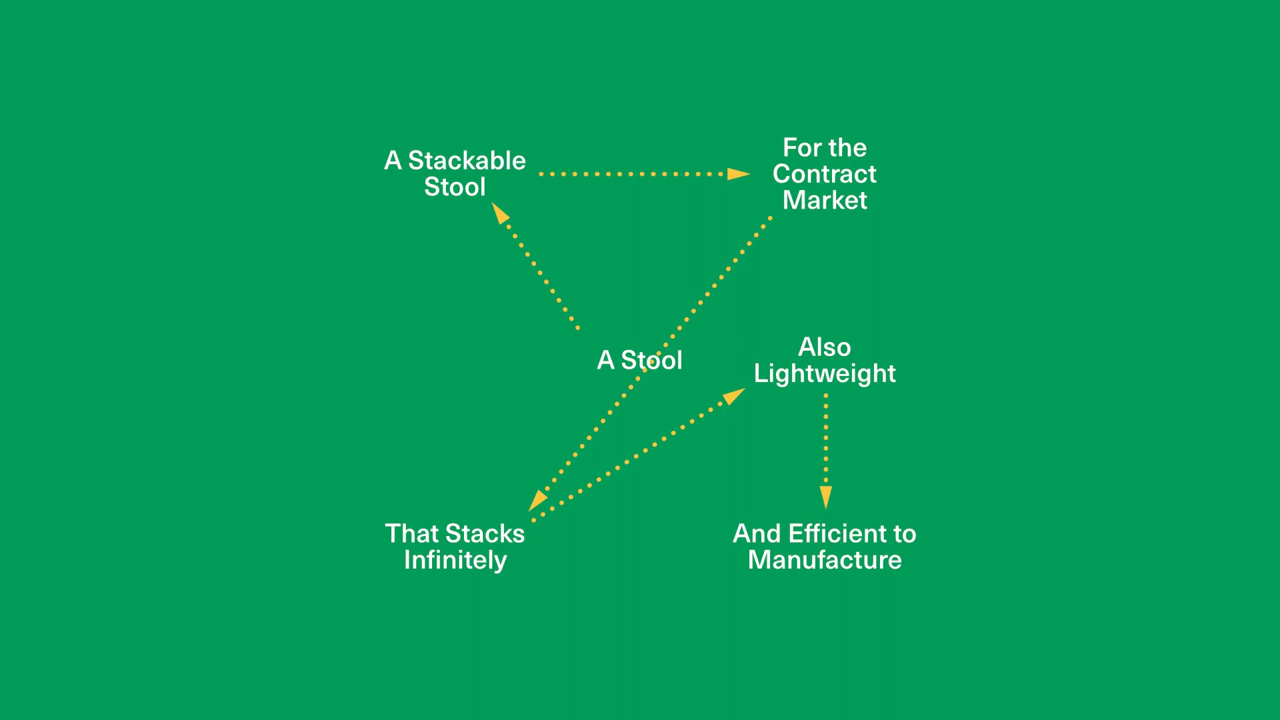 A Stackable
Stool
For the
Contract
Market
A Stool
Also
Lightweight
That Stacks
Infinitely
And Efficient to
Manufacture